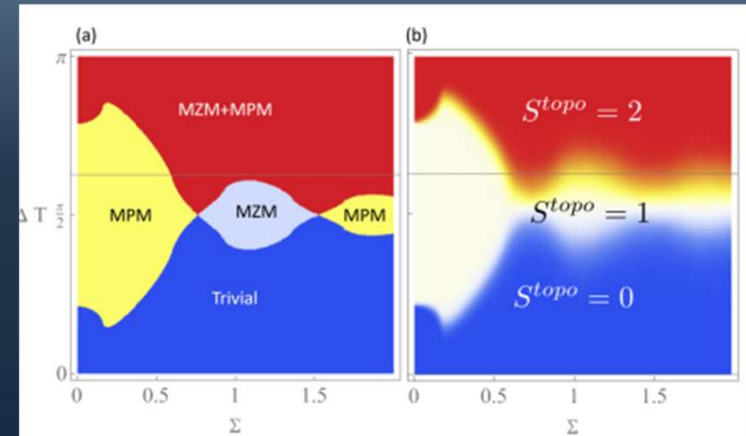 (a)
π
MZM+MPM
MPM
MZM
MPM
Δ T π/2
Trivial
0
0 0.5 1 1.5
Σ
(b)
S^topo = 2
S^topo = 1
S^topo = 0
0 0.5 1 1.5
Σ